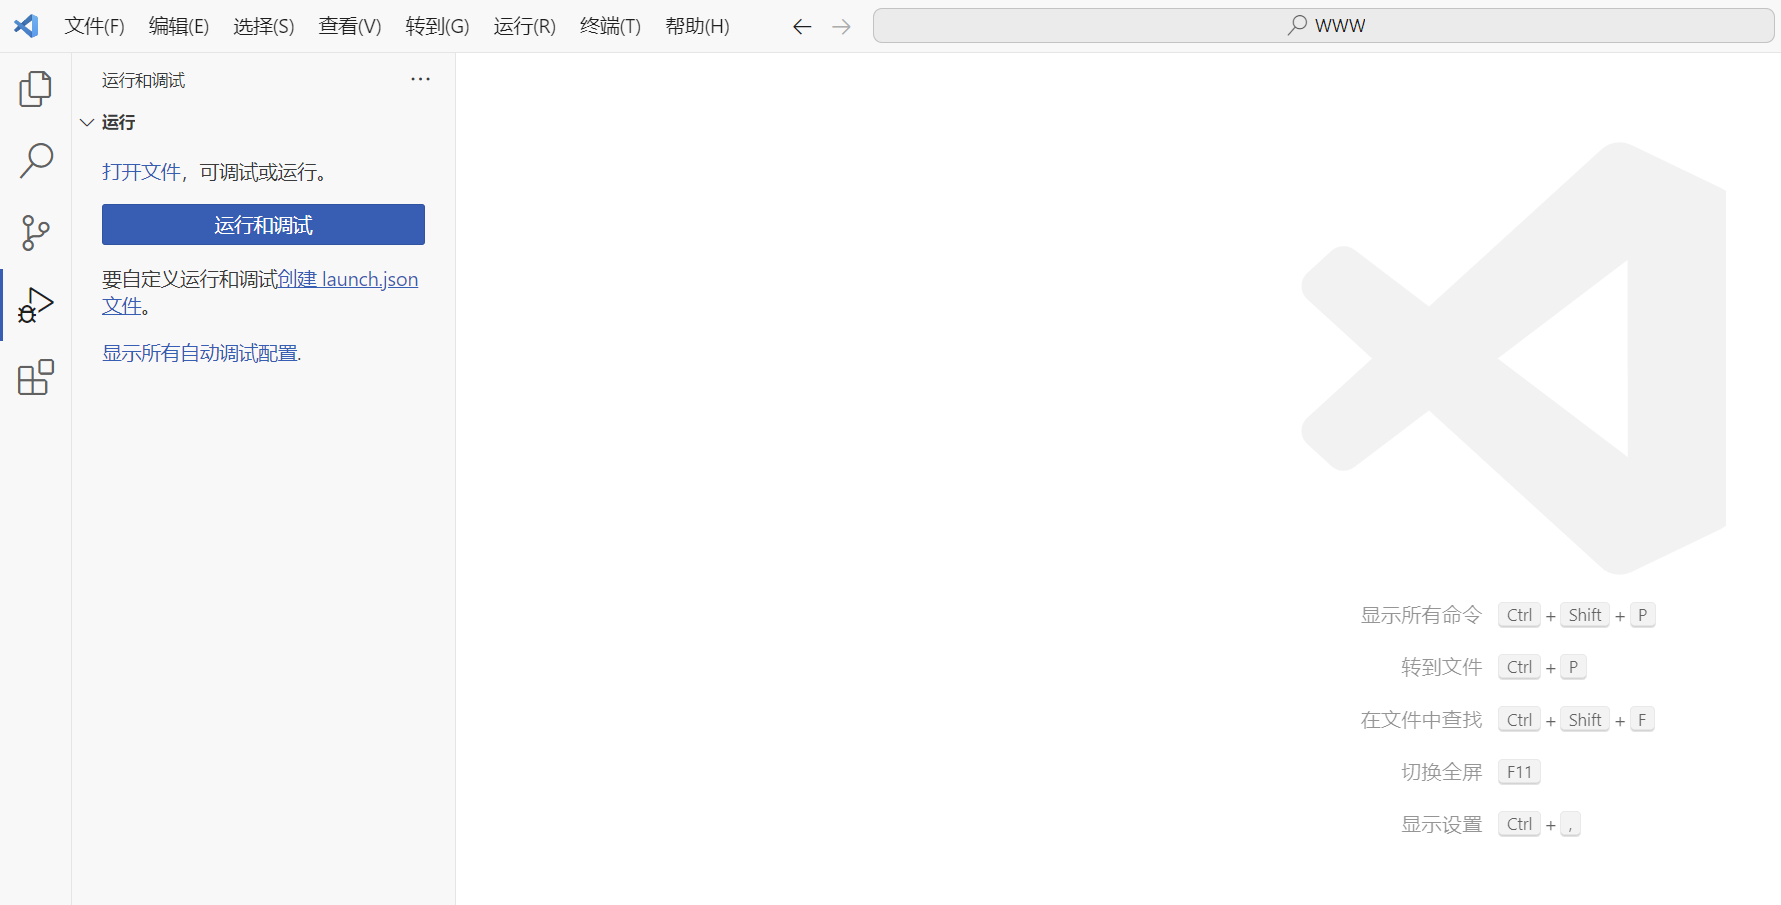 文件(F) 编辑(E) 选择(S) 查看(V) 转到(G) 运行(R) 终端(T) 帮助(H) WWW
运行和调试 ···
运行
打开文件，可调试或运行。
运行和调试
要自定义运行和调试创建 launch.json
文件。
显示所有自动调试配置.
显示所有命令 Ctrl + Shift + P
转到文件 Ctrl + P
在文件中查找 Ctrl + Shift + F
切换全屏 F11
显示设置 Ctrl + ,